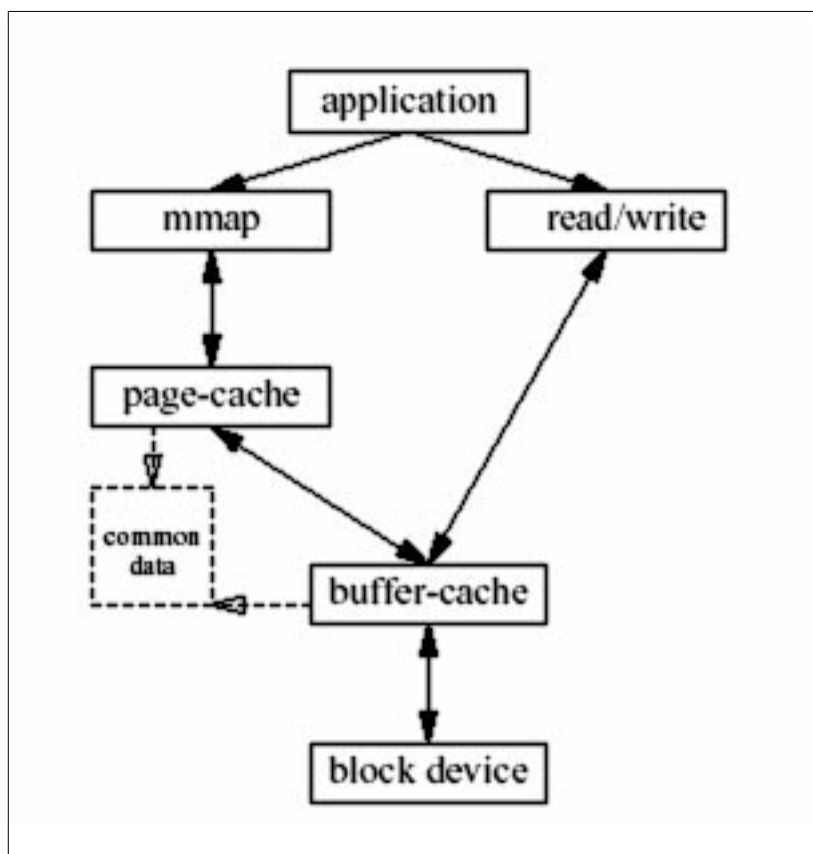 application
mmap
read/write
page-cache
common
data
buffer-cache
block device